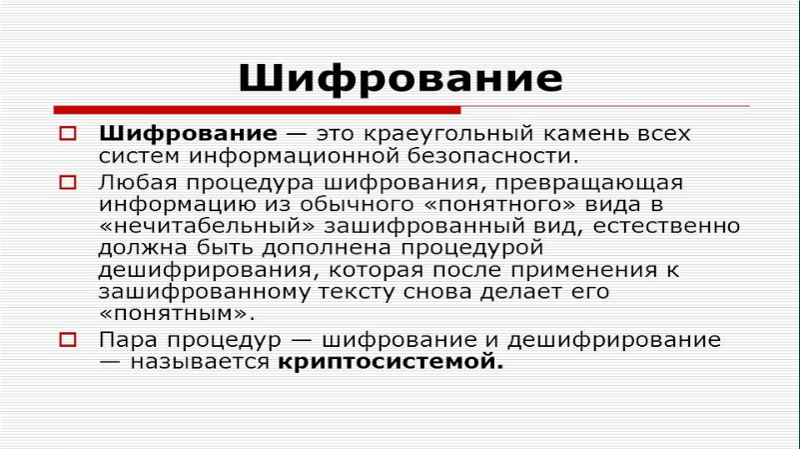 Шифрование
Шифрование — это краеугольный камень всех
систем информационной безопасности.
Любая процедура шифрования, превращающая
информацию из обычного «понятного» вида в
«нечитабельный» зашифрованный вид, естественно
должна быть дополнена процедурой
дешифрирования, которая после применения к
зашифрованному тексту снова делает его
«понятным».
Пара процедур — шифрование и дешифрирование
— называется криптосистемой.